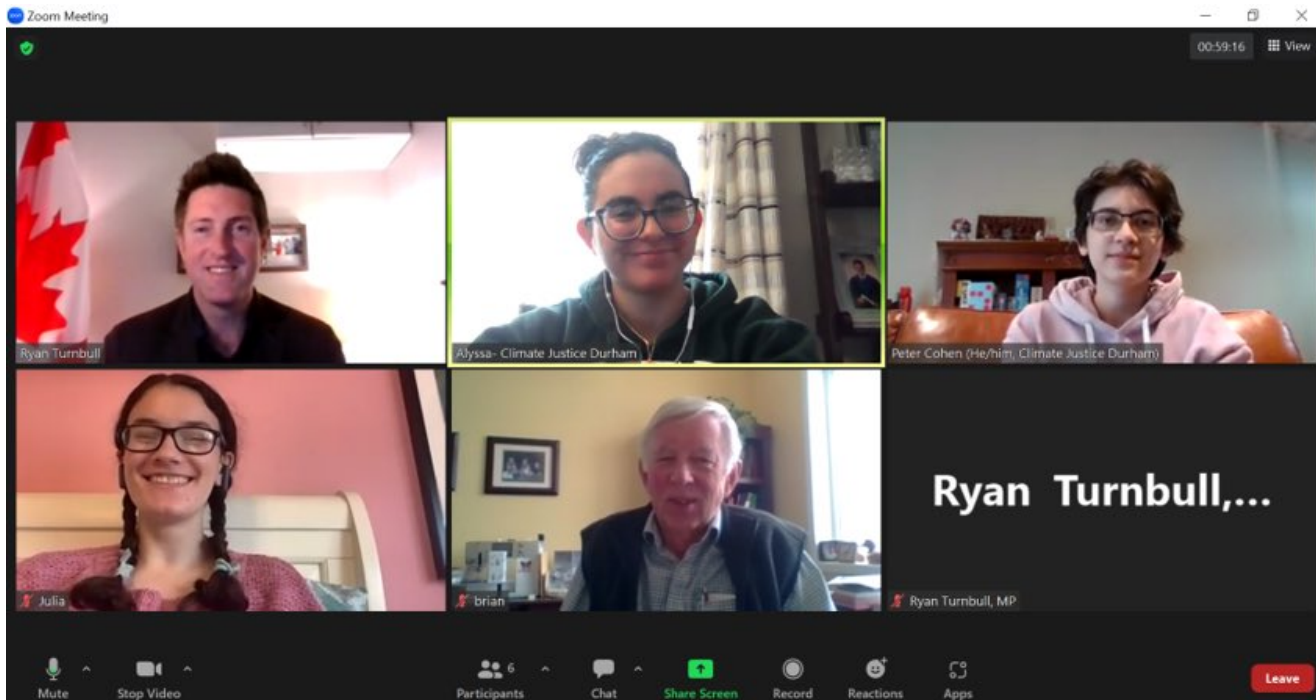 Zoom Meeting
00:59:16 View
Ryan Turnbull
Alyssa- Climate Justice Durham
Peter Cohen (He/him, Climate Justice Durham)
Julia
brian
Ryan Turnbull,...
Ryan Turnbull, MP
Mute
Stop Video
Participants
6
Chat
Share Screen
Record
Reactions
Apps
Leave